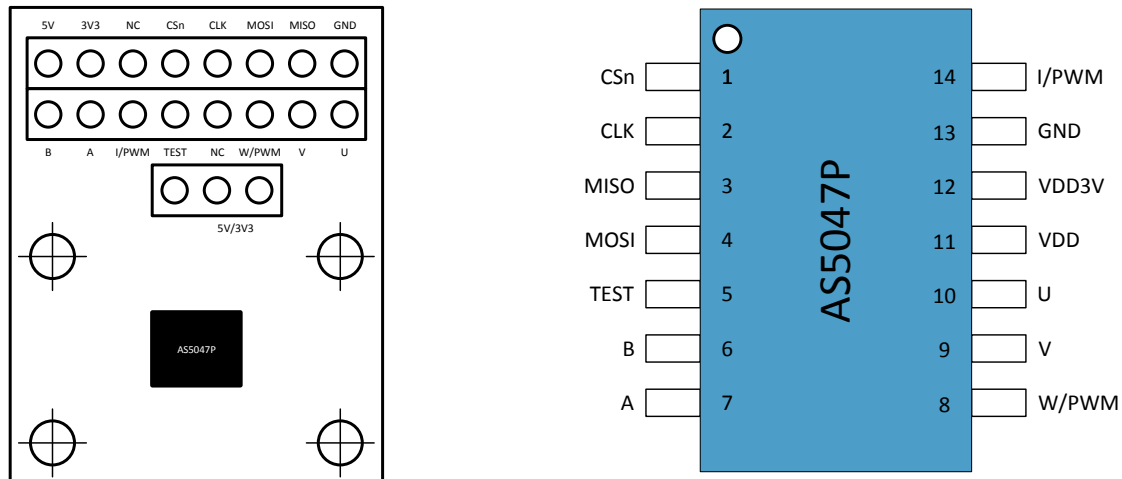 5V 3V3 NC CSn CLK MOSI MISO GND
B A I/PWM TEST NC W/PWM V U
5V/3V3
AS5047P
CSn 1 14 I/PWM
CLK 2 13 GND
MISO 3 12 VDD3V
MOSI 4 11 VDD
TEST 5 10 U
B 6 9 V
A 7 8 W/PWM
AS5047P